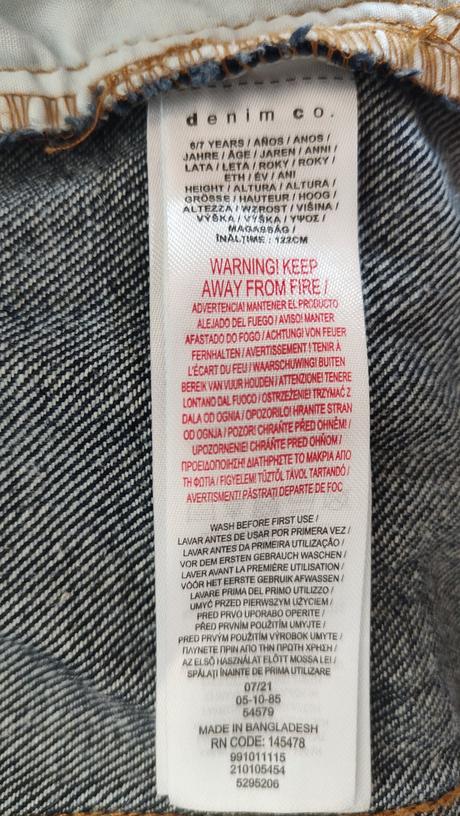 denim co.
6/7 YEARS / AÑOS / ANOS /
JAHRE / ÂGE / JAREN / ANNI /
LATA / LETA / ROKY / ROKY /
ETH / ÉV / ANI
HEIGHT / ALTURA / ALTURA /
GRÖSSE / HAUTEUR / HOOG /
ALTEZZA / WZROST / VIŠINA /
VÝŠKA / VÝŠKA / ΥΨΟΣ /
MAGASSÁG /
ÎNĂLŢIME : 122CM
WARNING! KEEP
AWAY FROM FIRE /
ADVERTENCIA! MANTENER EL PRODUCTO
ALEJADO DEL FUEGO / AVISO! MANTER
AFASTADO DO FOGO / ACHTUNG! VON FEUER
FERNHALTEN / AVERTISSEMENT ! TENIR À
L'ÉCART DU FEU / WAARSCHUWING! BUITEN
BEREIK VAN VUUR HOUDEN / ATTENZIONE! TENERE
LONTANO DAL FUOCO / OSTRZEŻENIE! TRZYMAĆ Z
DALA OD OGNIA / OPOZORILO! HRANITE STRAN
OD OGNJA / POZOR! CHRAŇTE PŘED OHNĚM! /
UPOZORNENIE! CHRÁŇTE PRED OHŇOM /
ΠΡΟΕΙΔΟΠΟΙΗΣΗ! ΔΙΑΤΗΡΗΣΤΕ ΤΟ ΜΑΚΡΙΑ ΑΠΟ
ΤΗ ΦΩΤΙΑ / FIGYELEM! TŰZTŐL TÁVOL TARTANDÓ /
AVERTISMENT! PĂSTRAŢI DEPARTE DE FOC
WASH BEFORE FIRST USE /
LAVAR ANTES DE USAR POR PRIMERA VEZ /
LAVAR ANTES DA PRIMEIRA UTILIZAÇÃO /
VOR DEM ERSTEN GEBRAUCH WASCHEN /
LAVER AVANT LA PREMIÈRE UTILISATION /
VÓÓR HET EERSTE GEBRUIK AFWASSEN /
LAVARE PRIMA DEL PRIMO UTILIZZO /
UMYĆ PRZED PIERWSZYM UŻYCIEM /
PRED PRVO UPORABO OPERITE /
PŘED PRVNÍM POUŽITÍM UMYJTE /
PRED PRVÝM POUŽITÍM VÝROBOK UMYTE /
ΠΛΥΝΕΤΕ ΠΡΙΝ ΑΠΟ ΤΗΝ ΠΡΩΤΗ ΧΡΗΣΗ /
AZ ELSŐ HASZNÁLAT ELŐTT MOSSA LE! /
SPĂLAŢI ÎNAINTE DE PRIMA UTILIZARE
07/21
05-10-85
54579
MADE IN BANGLADESH
RN CODE: 145478
991011115
210105454
5295206